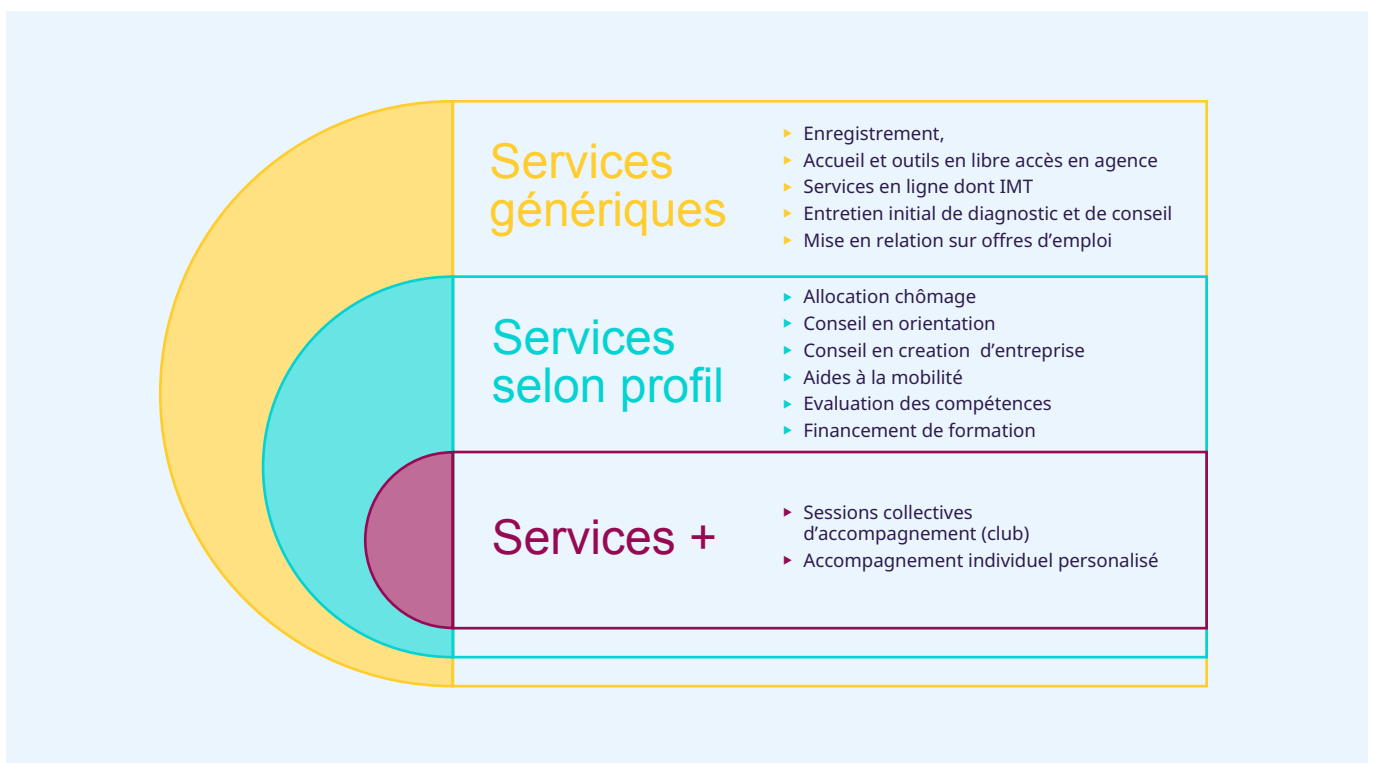 Services
génériques
Enregistrement,
Accueil et outils en libre accès en agence
Services en ligne dont IMT
Entretien initial de diagnostic et de conseil
Mise en relation sur offres d’emploi
Services
selon profil
Allocation chômage
Conseil en orientation
Conseil en creation  d’entreprise
Aides à la mobilité
Evaluation des compétences
Financement de formation
Services +
Sessions collectives
d’accompagnement (club)
Accompagnement individuel personalisé